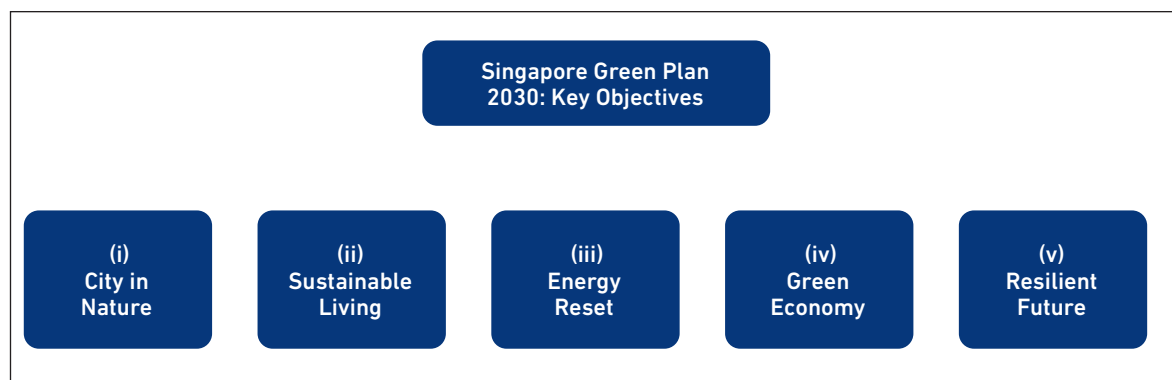 Singapore Green Plan
2030: Key Objectives
(i)
City in
Nature
(ii)
Sustainable
Living
(iii)
Energy
Reset
(iv)
Green
Economy
(v)
Resilient
Future